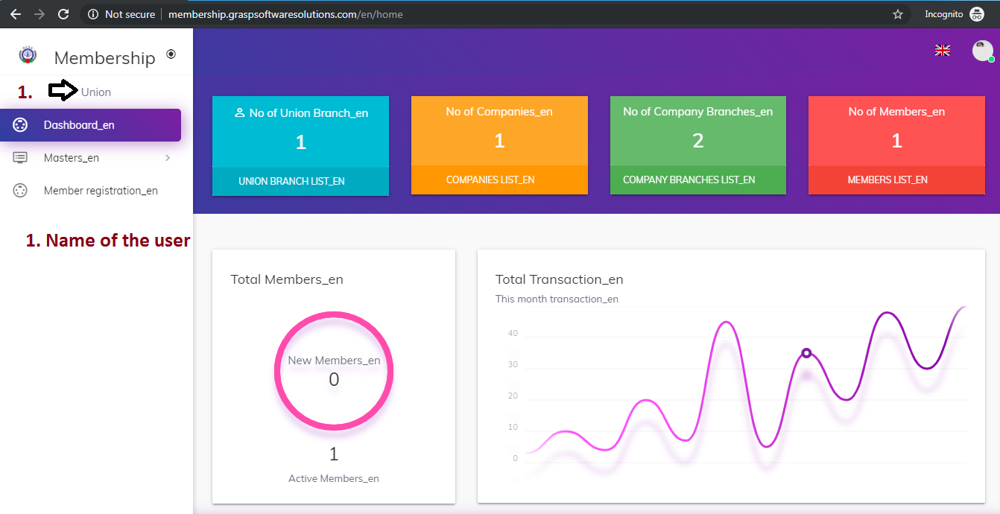 Not secure membership.graspsoftwaresolutions.com/en/home Incognito
Membership
1. Union
Dashboard_en
Masters_en
Member registration_en
1. Name of the user
No of Union Branch_en
1
UNION BRANCH LIST_EN
No of Companies_en
1
COMPANIES LIST_EN
No of Company Branches_en
2
COMPANY BRANCHES LIST_EN
No of Members_en
1
MEMBERS LIST_EN
Total Members_en
New Members_en
0
1
Active Members_en
Total Transaction_en
This month transaction_en
40
30
20
10
0